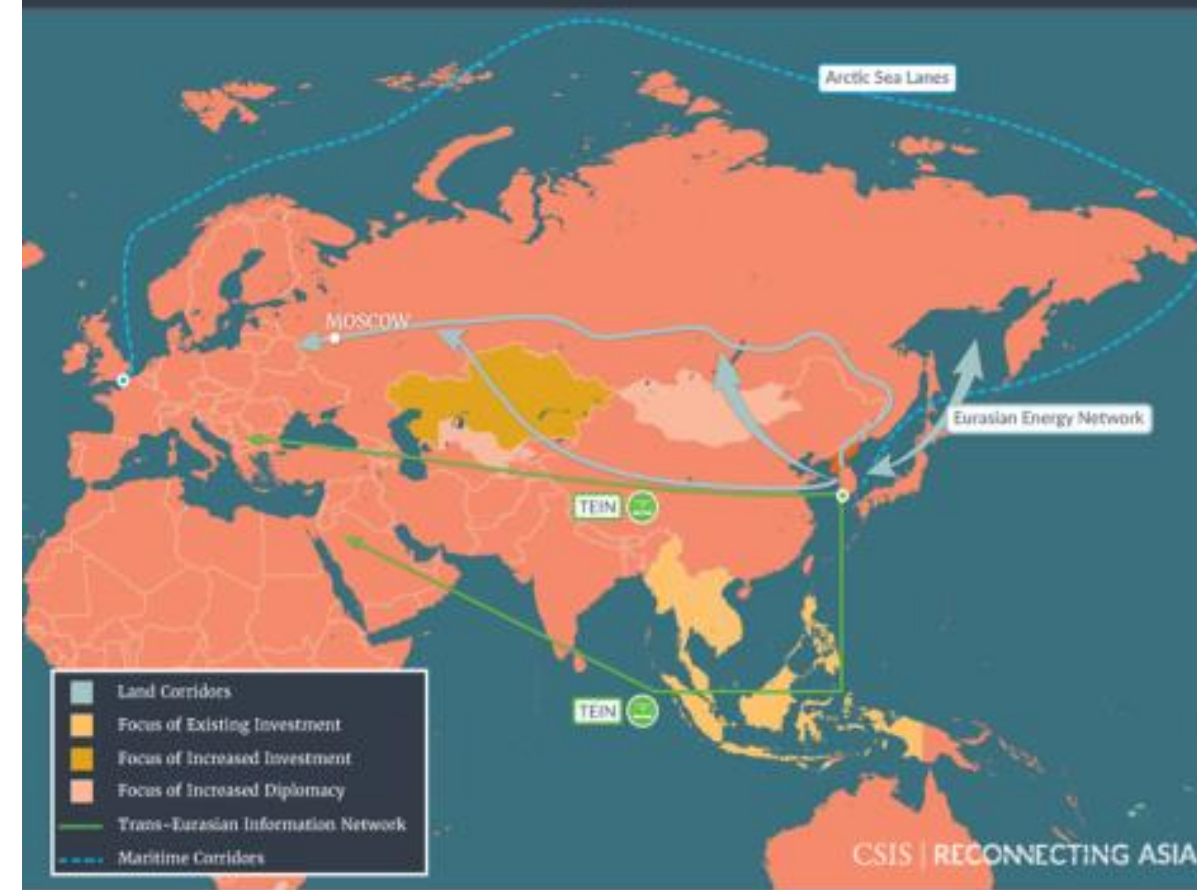 Arctic Sea Lanes
MOSCOW
Eurasian Energy Network
TEIN
TEIN
Land Corridors
Focus of Existing Investment
Focus of Increased Investment
Focus of Increased Diplomacy
Trans-Eurasian Information Network
Maritime Corridors
CSIS | RECONNECTING ASIA